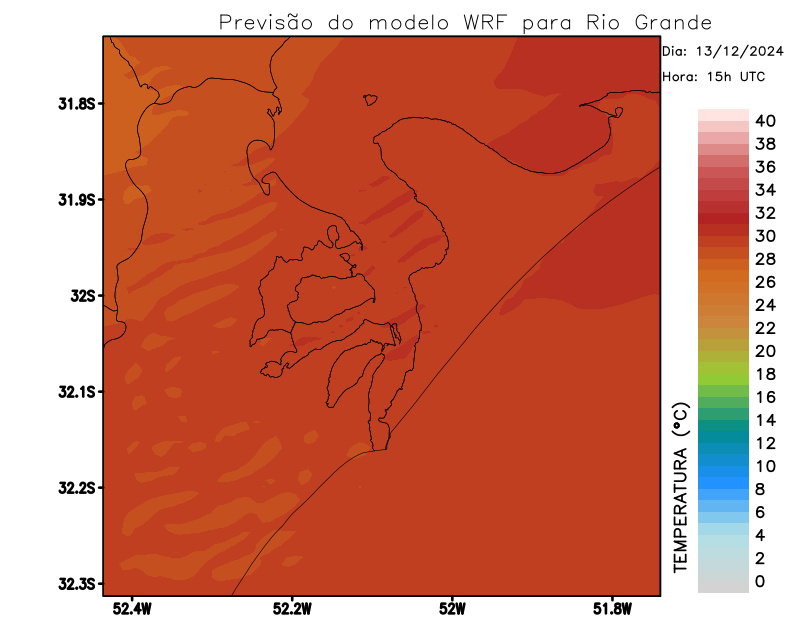 Previsão do modelo WRF para Rio Grande
Dia: 13/12/2024
Hora: 15h UTC
31.8S
31.9S
32S
32.1S
32.2S
32.3S
52.4W
52.2W
52W
51.8W
TEMPERATURA (°C)
40
38
36
34
32
30
28
26
24
22
20
18
16
14
12
10
8
6
4
2
0